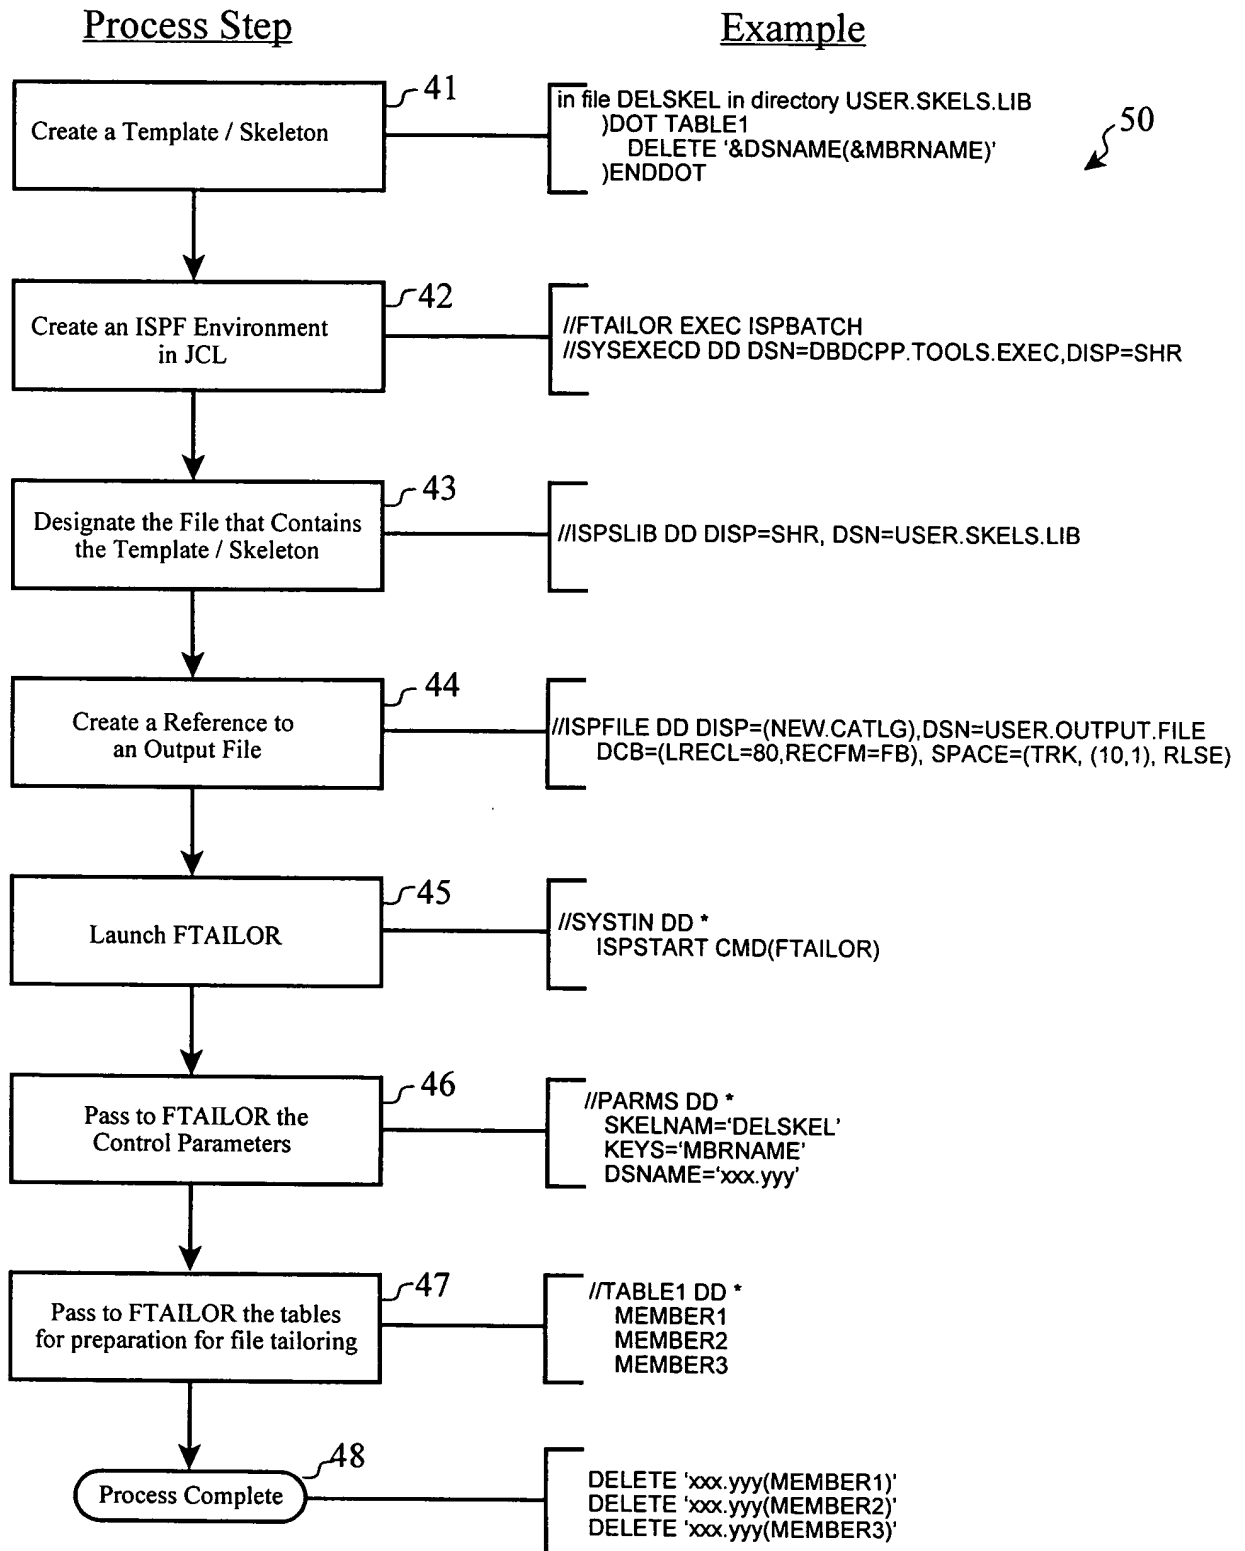 Process Step
Example
41
Create a Template / Skeleton
in file DELSKEL in directory USER.SKELS.LIB
)DOT TABLE1
DELETE '&DSNAME(&MBRNAME)'
)ENDDOT
50
42
Create an ISPF Environment
in JCL
//FTAILOR EXEC ISPBATCH
//SYSEXECD DD DSN=DBDCPP.TOOLS.EXEC,DISP=SHR
43
Designate the File that Contains
the Template / Skeleton
//ISPSLIB DD DISP=SHR, DSN=USER.SKELS.LIB
44
Create a Reference to
an Output File
//ISPFILE DD DISP=(NEW.CATLG),DSN=USER.OUTPUT.FILE
DCB=(LRECL=80,RECFM=FB), SPACE=(TRK, (10,1), RLSE)
45
Launch FTAILOR
//SYSTIN DD *
ISPSTART CMD(FTAILOR)
46
Pass to FTAILOR the
Control Parameters
//PARMS DD *
SKELNAM='DELSKEL'
KEYS='MBRNAME'
DSNAME='xxx.yyy'
47
Pass to FTAILOR the tables
for preparation for file tailoring
//TABLE1 DD *
MEMBER1
MEMBER2
MEMBER3
48
Process Complete
DELETE 'xxx.yyy(MEMBER1)'
DELETE 'xxx.yyy(MEMBER2)'
DELETE 'xxx.yyy(MEMBER3)'